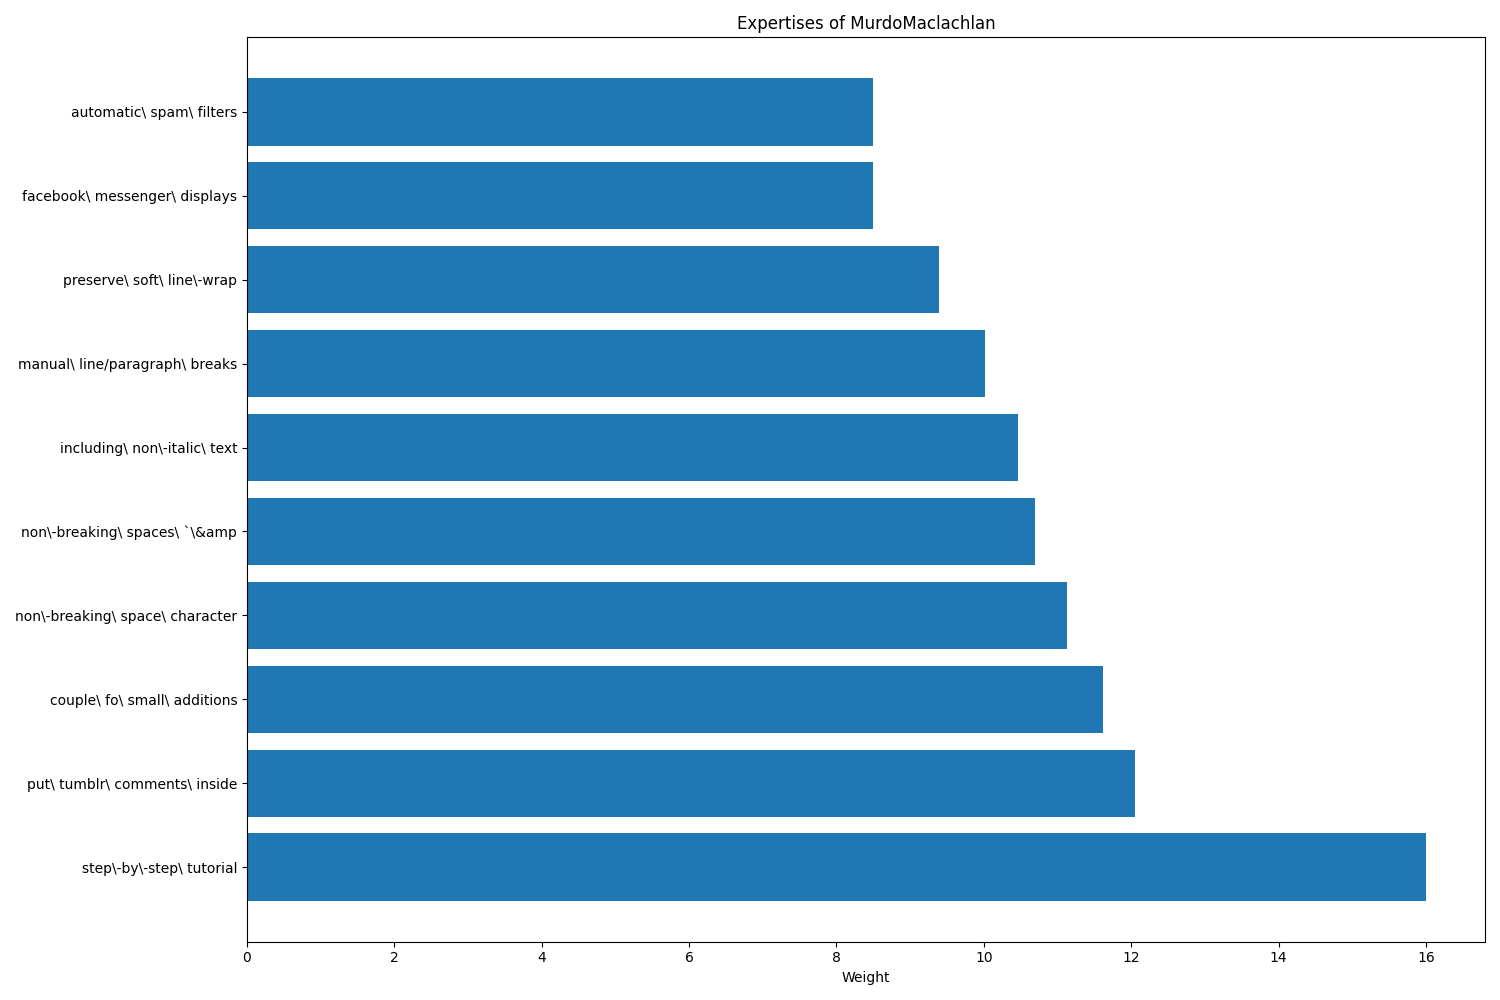 Expertises of MurdoMaclachlan
automatic\ spam\ filters
facebook\ messenger\ displays
preserve\ soft\ line\-wrap
manual\ line/paragraph\ breaks
including\ non\-italic\ text
non\-breaking\ spaces\ `\&amp
non\-breaking\ space\ character
couple\ fo\ small\ additions
put\ tumblr\ comments\ inside
step\-by\-step\ tutorial
0 2 4 6 8 10 12 14 16
Weight